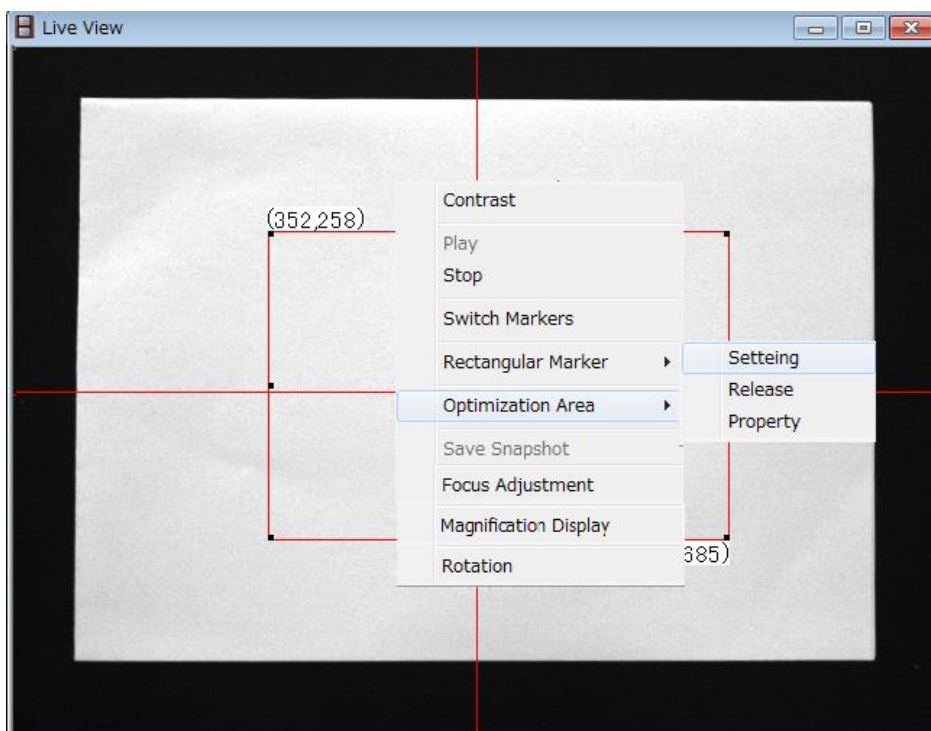 Live View
(352,258)
Contrast
Play
Stop
Switch Markers
Rectangular Marker
Setteing
Optimization Area
Release
Property
Save Snapshot
Focus Adjustment
Magnification Display
685)
Rotation